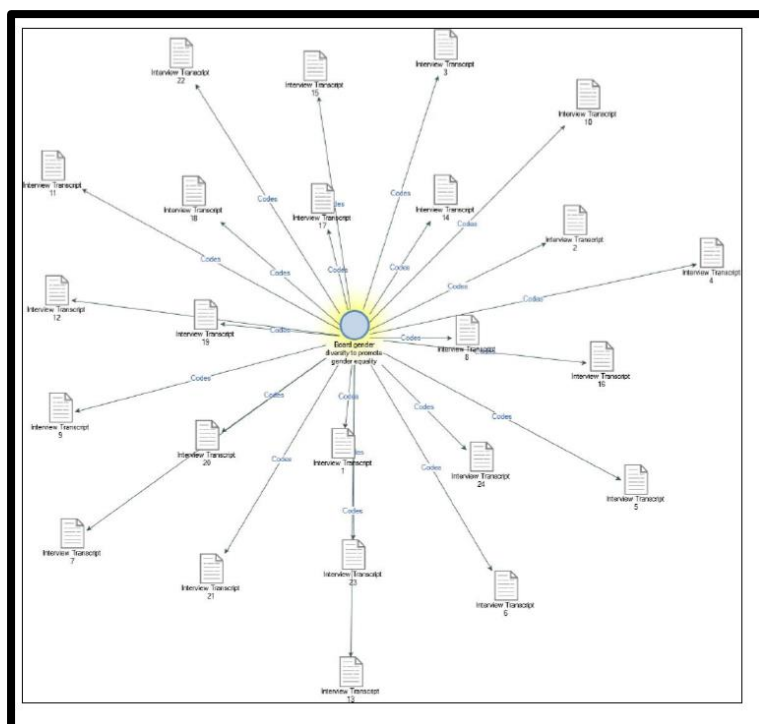 Interview Transcript
22
Interview Transcript
15
Interview Transcript
3
Interview Transcript
10
Interview Transcript
11
Interview Transcript
18
Interview Transcript
17
Interview Transcript
14
Interview Transcript
2
Interview Transcript
4
Codes
Codes
des
Codes
Codes
Codes
Codes
Codes
Codes
Codes
Codes
Codes
Interview Transcript
12
Interview Transcript
19
Codes
Board gender
diversity to promote
gender equality
Interview Transcript
8
Codes
Interview Transcript
16
Codes
Codes
Codes
Codes
Codes
Interview Transcript
9
Interview Transcript
20
Codes
Interview Transcript
1
des
Codes
Interview Transcript
24
Interview Transcript
5
Codes
Interview Transcript
7
Interview Transcript
21
Interview Transcript
23
Interview Transcript
6
Interview Transcript
13